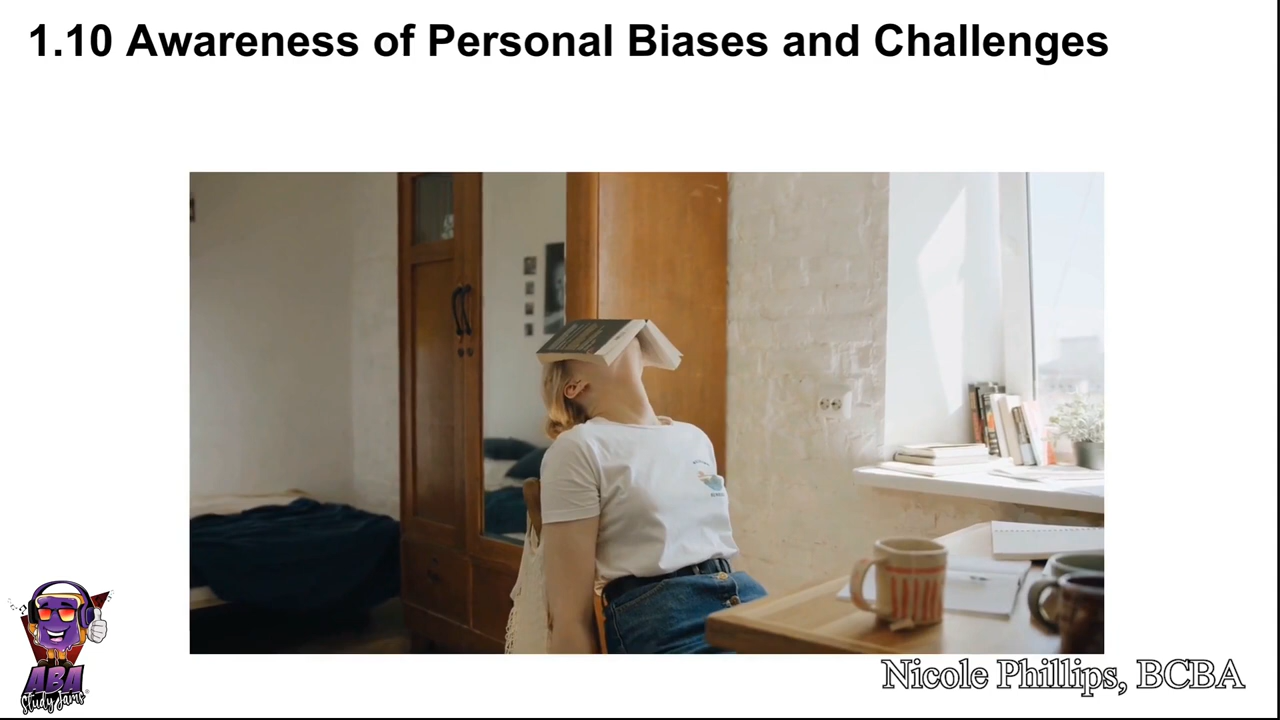 1.10 Awareness of Personal Biases and Challenges
Nicole Phillips, BCBA
ABA
Study Jams